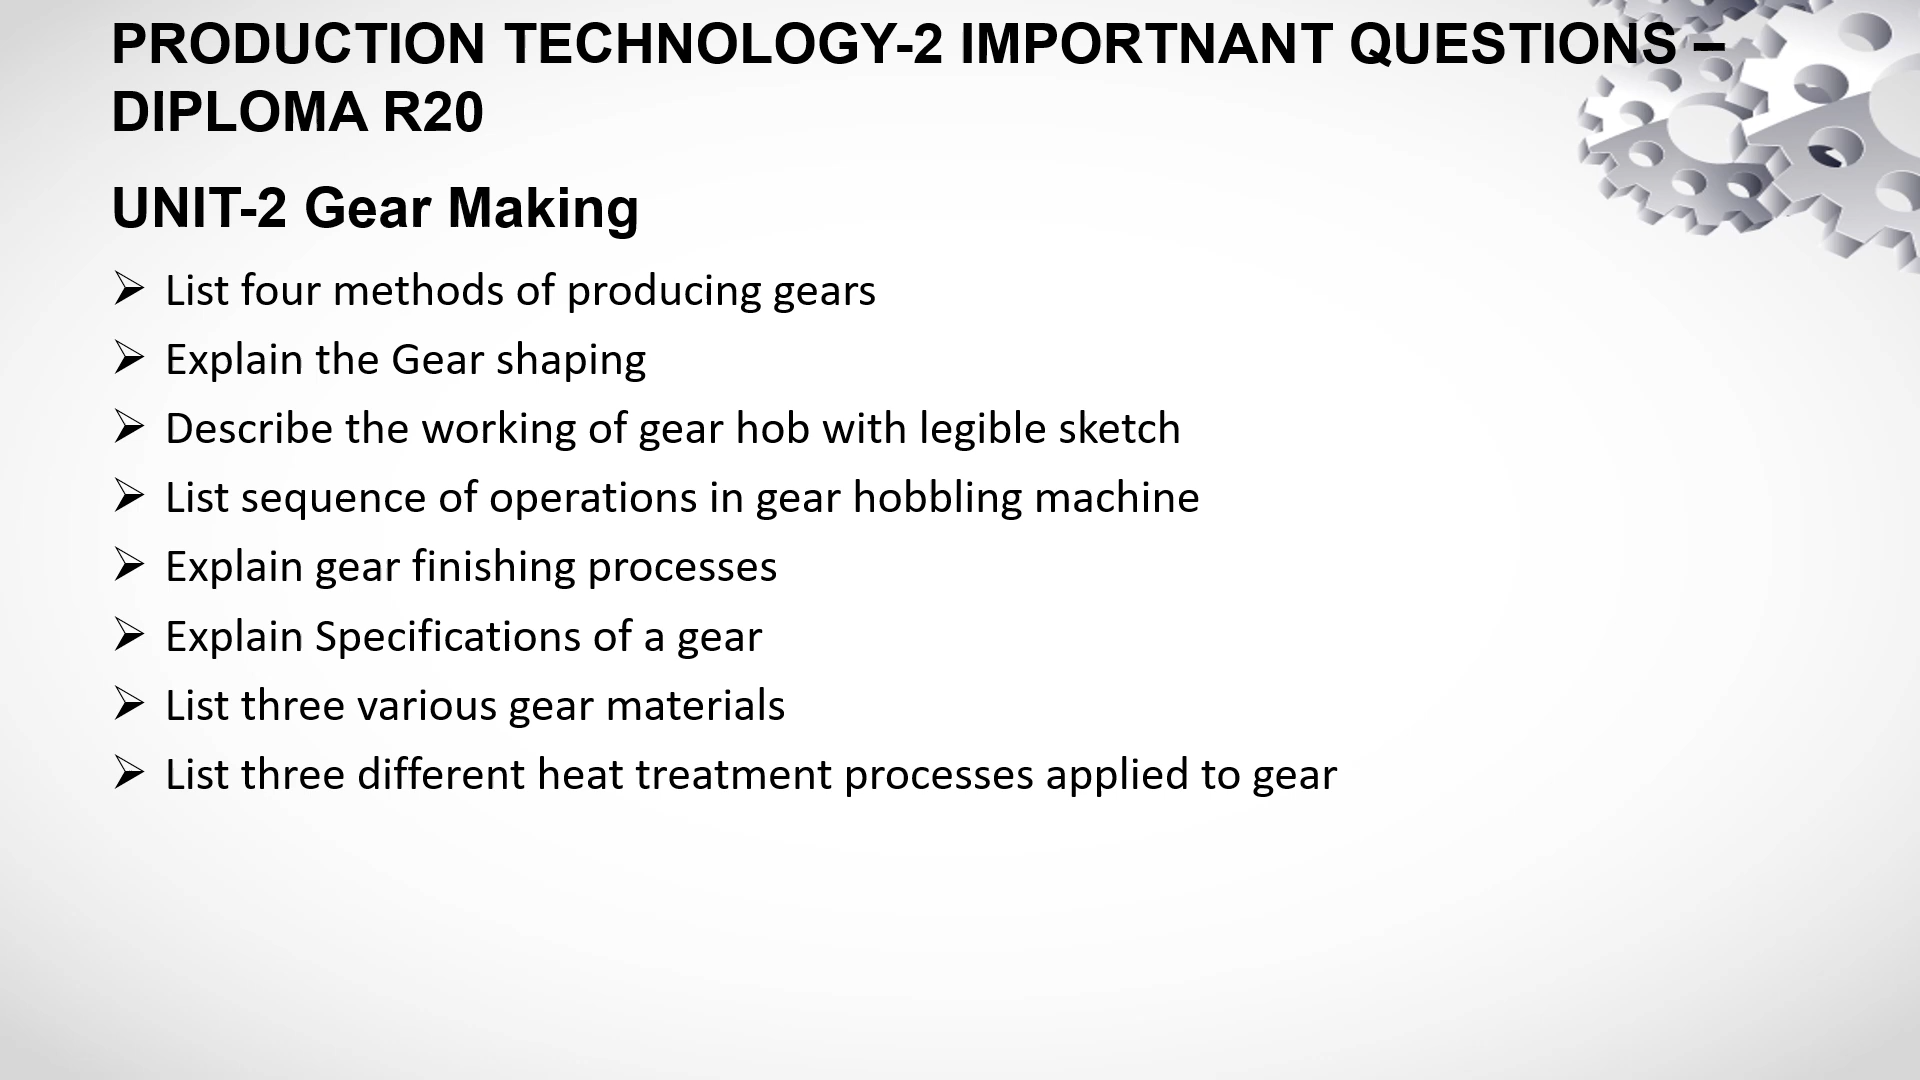 PRODUCTION TECHNOLOGY-2 IMPORTNANT QUESTIONS –
DIPLOMA R20
UNIT-2 Gear Making
➢ List four methods of producing gears
➢ Explain the Gear shaping
➢ Describe the working of gear hob with legible sketch
➢ List sequence of operations in gear hobbling machine
➢ Explain gear finishing processes
➢ Explain Specifications of a gear
➢ List three various gear materials
➢ List three different heat treatment processes applied to gear